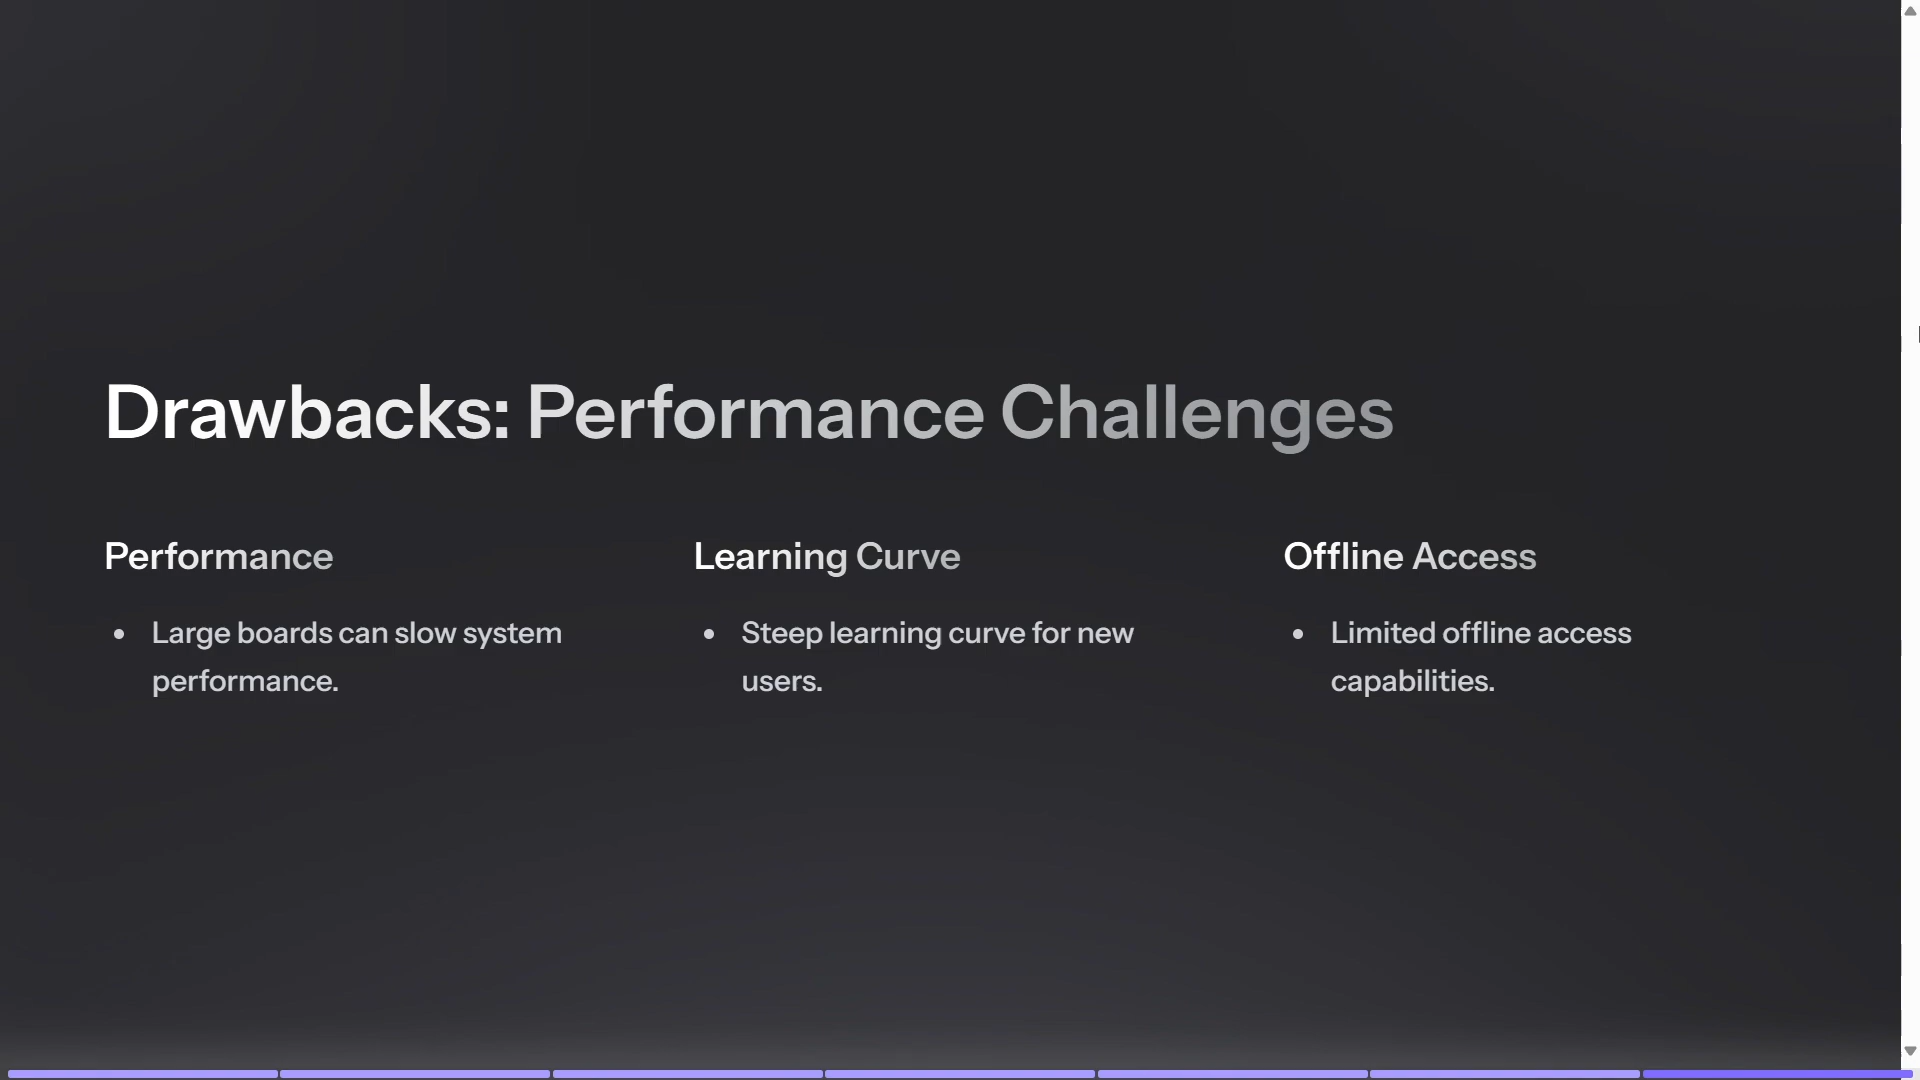 Drawbacks: Performance Challenges
Performance
Large boards can slow system
performance.
Learning Curve
Steep learning curve for new
users.
Offline Access
Limited offline access
capabilities.